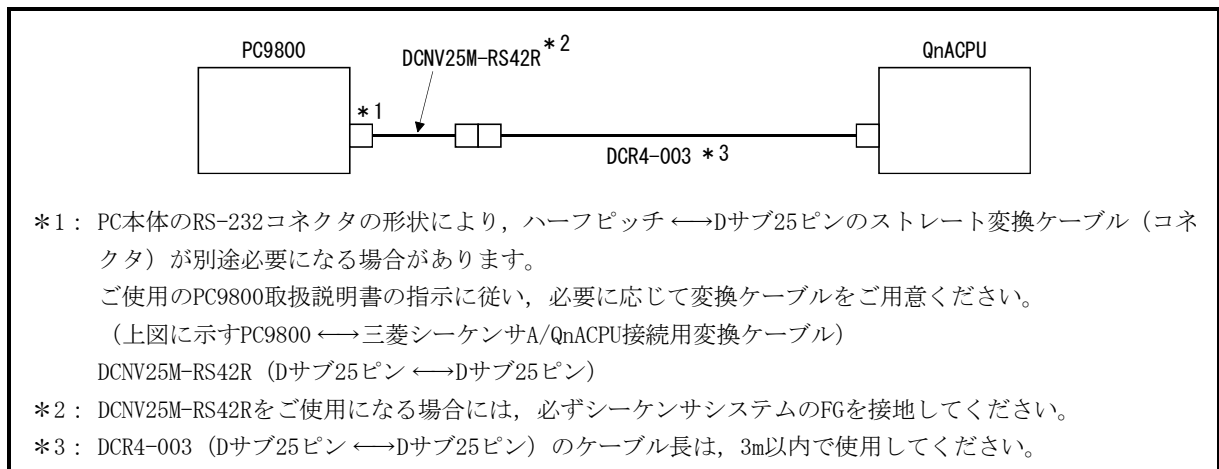 PC9800
DCNV25M-RS42R*2
QnACPU
*1
DCR4-003 *3
*1: PC本体のRS-232コネクタの形状により，ハーフピッチ⟷Dサブ25ピンのストレート変換ケーブル（コネ
クタ）が別途必要になる場合があります。
ご使用のPC9800取扱説明書の指示に従い，必要に応じて変換ケーブルをご用意ください。
（上図に示すPC9800⟷三菱シーケンサA/QnACPU接続用変換ケーブル）
DCNV25M-RS42R（Dサブ25ピン⟷Dサブ25ピン）
*2: DCNV25M-RS42Rをご使用になる場合には，必ずシーケンサシステムのFGを接地してください。
*3: DCR4-003（Dサブ25ピン⟷Dサブ25ピン）のケーブル長は，3m以内で使用してください。